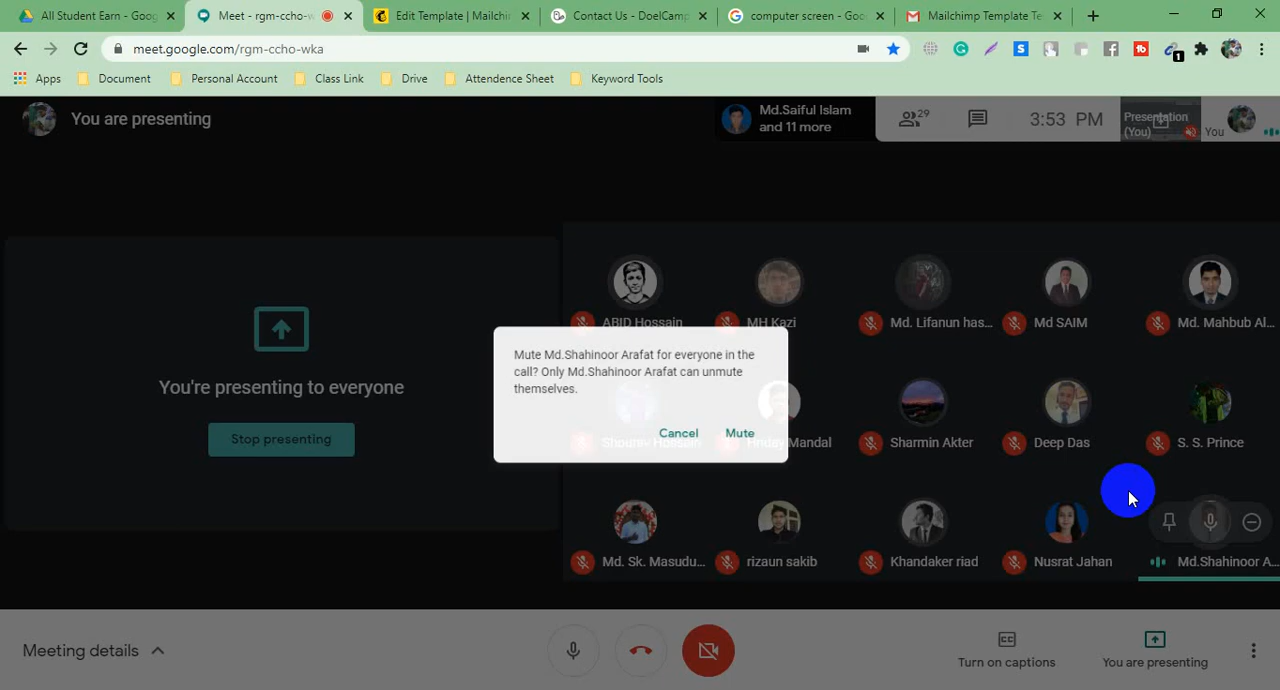 All Student Earn - Goog
Meet - rgm-ccho-w
Edit Template | Mailchim
Contact Us - DoelCamp
computer screen - Goo
Mailchimp Template Te
meet.google.com/rgm-ccho-wka
1
Apps
Document
Personal Account
Class Link
Drive
Attendence Sheet
Keyword Tools
You are presenting
Md.Saiful Islam
and 11 more
29
3:53 PM
Presentation
(You)
You
You're presenting to everyone
Stop presenting
ABID Hossain
MH Kazi
Md. Lifanun has...
Md SAIM
Md. Mahbub Al...
Mute Md.Shahinoor Arafat for everyone in the
call? Only Md.Shahinoor Arafat can unmute
themselves.
Cancel
Mute
Mandal
Sharmin Akter
Deep Das
S. S. Prince
Md. Sk. Masudu...
rizaun sakib
Khandaker riad
Nusrat Jahan
Md.Shahinoor A...
Meeting details
CC
Turn on captions
You are presenting